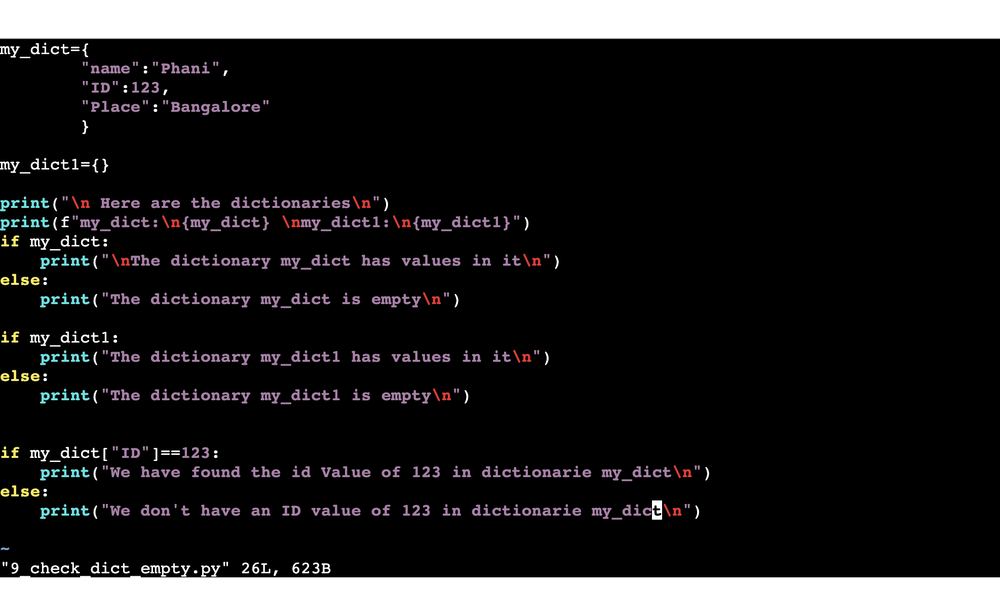 my_dict={
        "name":"Phani",
        "ID":123,
        "Place":"Bangalore"
        }

my_dict1={}

print("\n Here are the dictionaries\n")
print(f"my_dict:\n{my_dict} \nmy_dict1:\n{my_dict1}")
if my_dict:
    print("\nThe dictionary my_dict has values in it\n")
else:
    print("The dictionary my_dict is empty\n")

if my_dict1:
    print("The dictionary my_dict1 has values in it\n")
else:
    print("The dictionary my_dict1 is empty\n")


if my_dict["ID"]==123:
    print("We have found the id Value of 123 in dictionarie my_dict\n")
else:
    print("We don't have an ID value of 123 in dictionarie my_dict\n")

~
"9_check_dict_empty.py" 26L, 623B